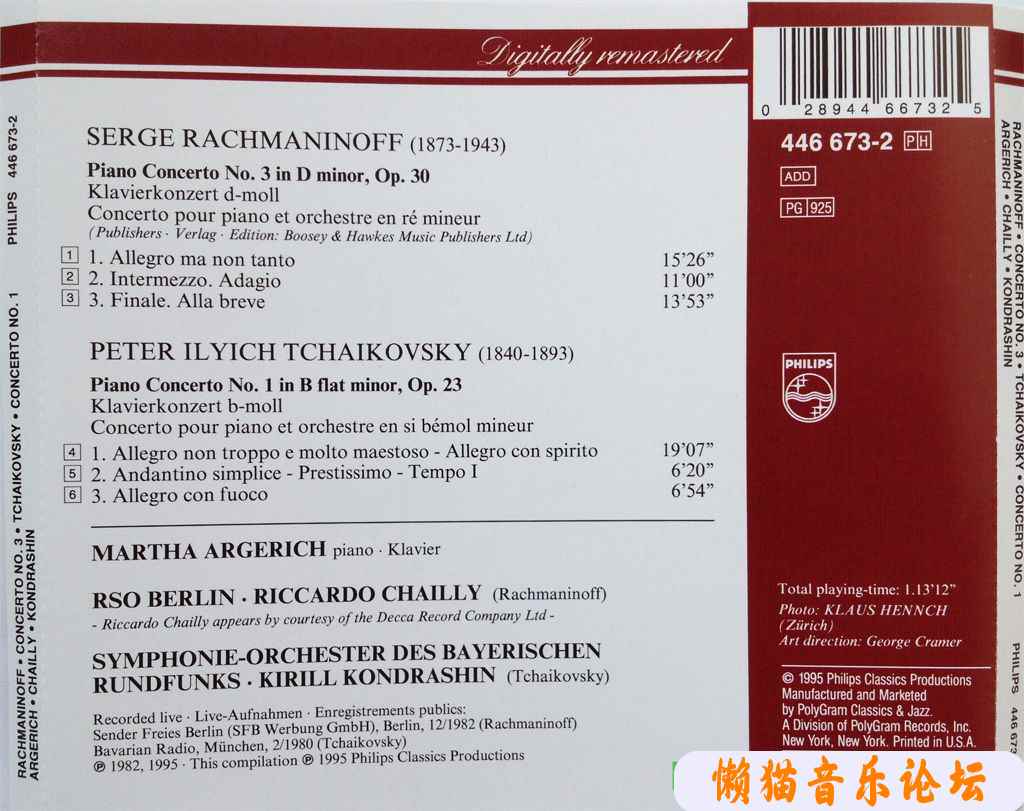 Digitally remastered
0 28944 66732 5
446 673-2 PH
ADD
PG 925
SERGE RACHMANINOFF (1873-1943)
Piano Concerto No. 3 in D minor, Op. 30
Klavierkonzert d-moll
Concerto pour piano et orchestre en ré mineur
(Publishers · Verlag · Edition: Boosey & Hawkes Music Publishers Ltd)
1 1. Allegro ma non tanto 15’26”
2 2. Intermezzo. Adagio 11’00”
3 3. Finale. Alla breve 13’53”
PETER ILYICH TCHAIKOVSKY (1840-1893)
Piano Concerto No. 1 in B flat minor, Op. 23
Klavierkonzert b-moll
Concerto pour piano et orchestre en si bémol mineur
4 1. Allegro non troppo e molto maestoso - Allegro con spirito 19’07”
5 2. Andantino simplice - Prestissimo - Tempo I 6’20”
6 3. Allegro con fuoco 6’54”
MARTHA ARGERICH piano · Klavier
RSO BERLIN · RICCARDO CHAILLY (Rachmaninoff)
- Riccardo Chailly appears by courtesy of the Decca Record Company Ltd -
SYMPHONIE-ORCHESTER DES BAYERISCHEN
RUNDFUNKS · KIRILL KONDRASHIN (Tchaikovsky)
Recorded live · Live-Aufnahmen · Enregistrements publics:
Sender Freies Berlin (SFB Werbung GmbH), Berlin, 12/1982 (Rachmaninoff)
Bavarian Radio, München, 2/1980 (Tchaikovsky)
℗ 1982, 1995 · This compilation ℗ 1995 Philips Classics Productions
PHILIPS
Total playing-time: 1.13’12”
Photo: KLAUS HENNCH
(Zürich)
Art direction: George Cramer
© 1995 Philips Classics Productions
Manufactured and Marketed
by PolyGram Classics & Jazz.
A Division of PolyGram Records, Inc.
New York, New York. Printed in U.S.A.
RACHMANINOFF • CONCERTO NO. 3 • TCHAIKOVSKY • CONCERTO NO. 1 PHILIPS 446 673-2
ARGERICH • CHAILLY • KONDRASHIN
RACHMANINOFF • CONCERTO NO. 3 • TCHAIKOVSKY • CONCERTO NO. 1 PHILIPS 446 673
ARGERICH • CHAILLY • KONDRASHIN
懒猫音乐论坛